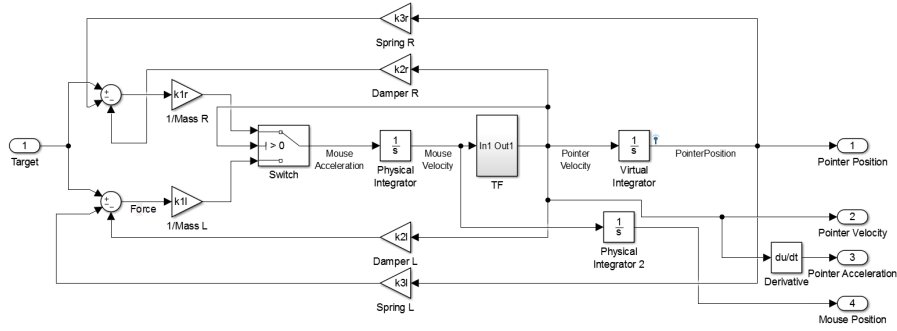 k3r
Spring R
k2r
Damper R
k1r
1/Mass R
1
Target
! > 0
Switch
Mouse
Acceleration
1
s
Physical
Integrator
Mouse
Velocity
In1 Out1
TF
Pointer
Velocity
1
s
Virtual
Integrator
PointerPosition
1
Pointer Position
Force
k1l
1/Mass L
k2l
Damper L
1
s
Physical
Integrator 2
2
Pointer Velocity
du/dt
Derivative
3
Pointer Acceleration
k3l
Spring L
4
Mouse Position